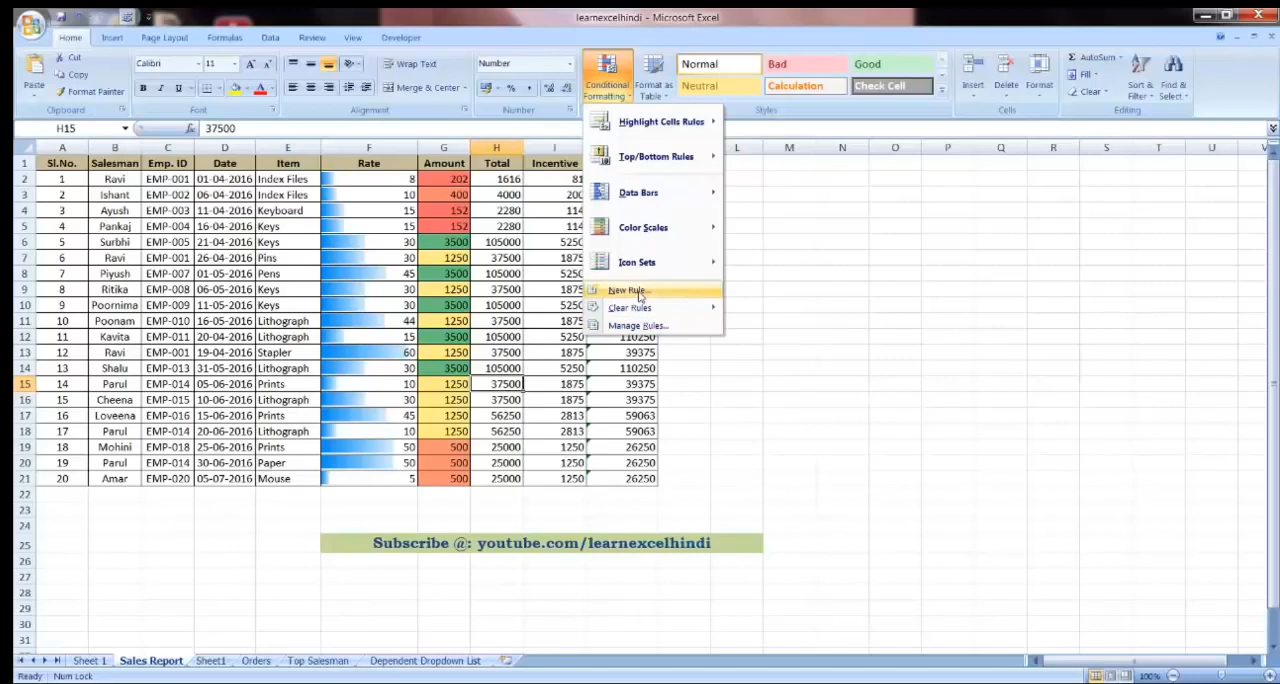 learnexcelhindi - Microsoft Excel
Home Insert Page Layout Formulas Data Review View Developer
Paste Cut Copy Format Painter Clipboard
Calibri 11 B I U A Font
Wrap Text Merge & Center Alignment
Number % , Number
Conditional Formatting Format as Table
Normal Bad Good
Neutral Calculation Check Cell
Styles
Insert Delete Format Cells
Σ AutoSum Fill Clear Sort & Filter Find & Select Editing
H15 fx 37500
Highlight Cells Rules
Top/Bottom Rules
Data Bars
Color Scales
Icon Sets
New Rule...
Clear Rules
Manage Rules...
A B C D E F G H I L M N O P Q R S T U V
1 Sl.No. Salesman Emp. ID Date Item Rate Amount Total Incentive
2 1 Ravi EMP-001 01-04-2016 Index Files 8 202 1616 81
3 2 Ishant EMP-002 06-04-2016 Index Files 10 400 4000 200
4 3 Ayush EMP-003 11-04-2016 Keyboard 15 152 2280 114
5 4 Pankaj EMP-004 16-04-2016 Keys 15 152 2280 114
6 5 Surbhi EMP-005 21-04-2016 Keys 30 3500 105000 5250
7 6 Ravi EMP-001 26-04-2016 Pins 30 1250 37500 1875
8 7 Piyush EMP-007 01-05-2016 Pens 45 3500 105000 5250
9 8 Ritika EMP-008 06-05-2016 Keys 30 1250 37500 1875
10 9 Poornima EMP-009 11-05-2016 Keys 30 3500 105000 5250
11 10 Poonam EMP-010 16-05-2016 Lithograph 44 1250 37500 1875
12 11 Kavita EMP-011 20-04-2016 Lithograph 15 3500 105000 5250 110250
13 12 Ravi EMP-001 19-04-2016 Stapler 60 1250 37500 1875 39375
14 13 Shalu EMP-013 31-05-2016 Lithograph 30 3500 105000 5250 110250
15 14 Parul EMP-014 05-06-2016 Prints 10 1250 37500 1875 39375
16 15 Cheena EMP-015 10-06-2016 Lithograph 30 1250 37500 1875 39375
17 16 Loveena EMP-016 15-06-2016 Prints 45 1250 56250 2813 59063
18 17 Parul EMP-014 20-06-2016 Lithograph 10 1250 56250 2813 59063
19 18 Mohini EMP-018 25-06-2016 Prints 50 500 25000 1250 26250
20 19 Parul EMP-014 30-06-2016 Paper 50 500 25000 1250 26250
21 20 Amar EMP-020 05-07-2016 Mouse 5 500 25000 1250 26250
22
23
24
25 Subscribe @: youtube.com/learnexcelhindi
26
27
28
29
30
31
Sheet 1 Sales Report Sheet1 Orders Top Salesman Dependent Dropdown List
Ready Num Lock 100%